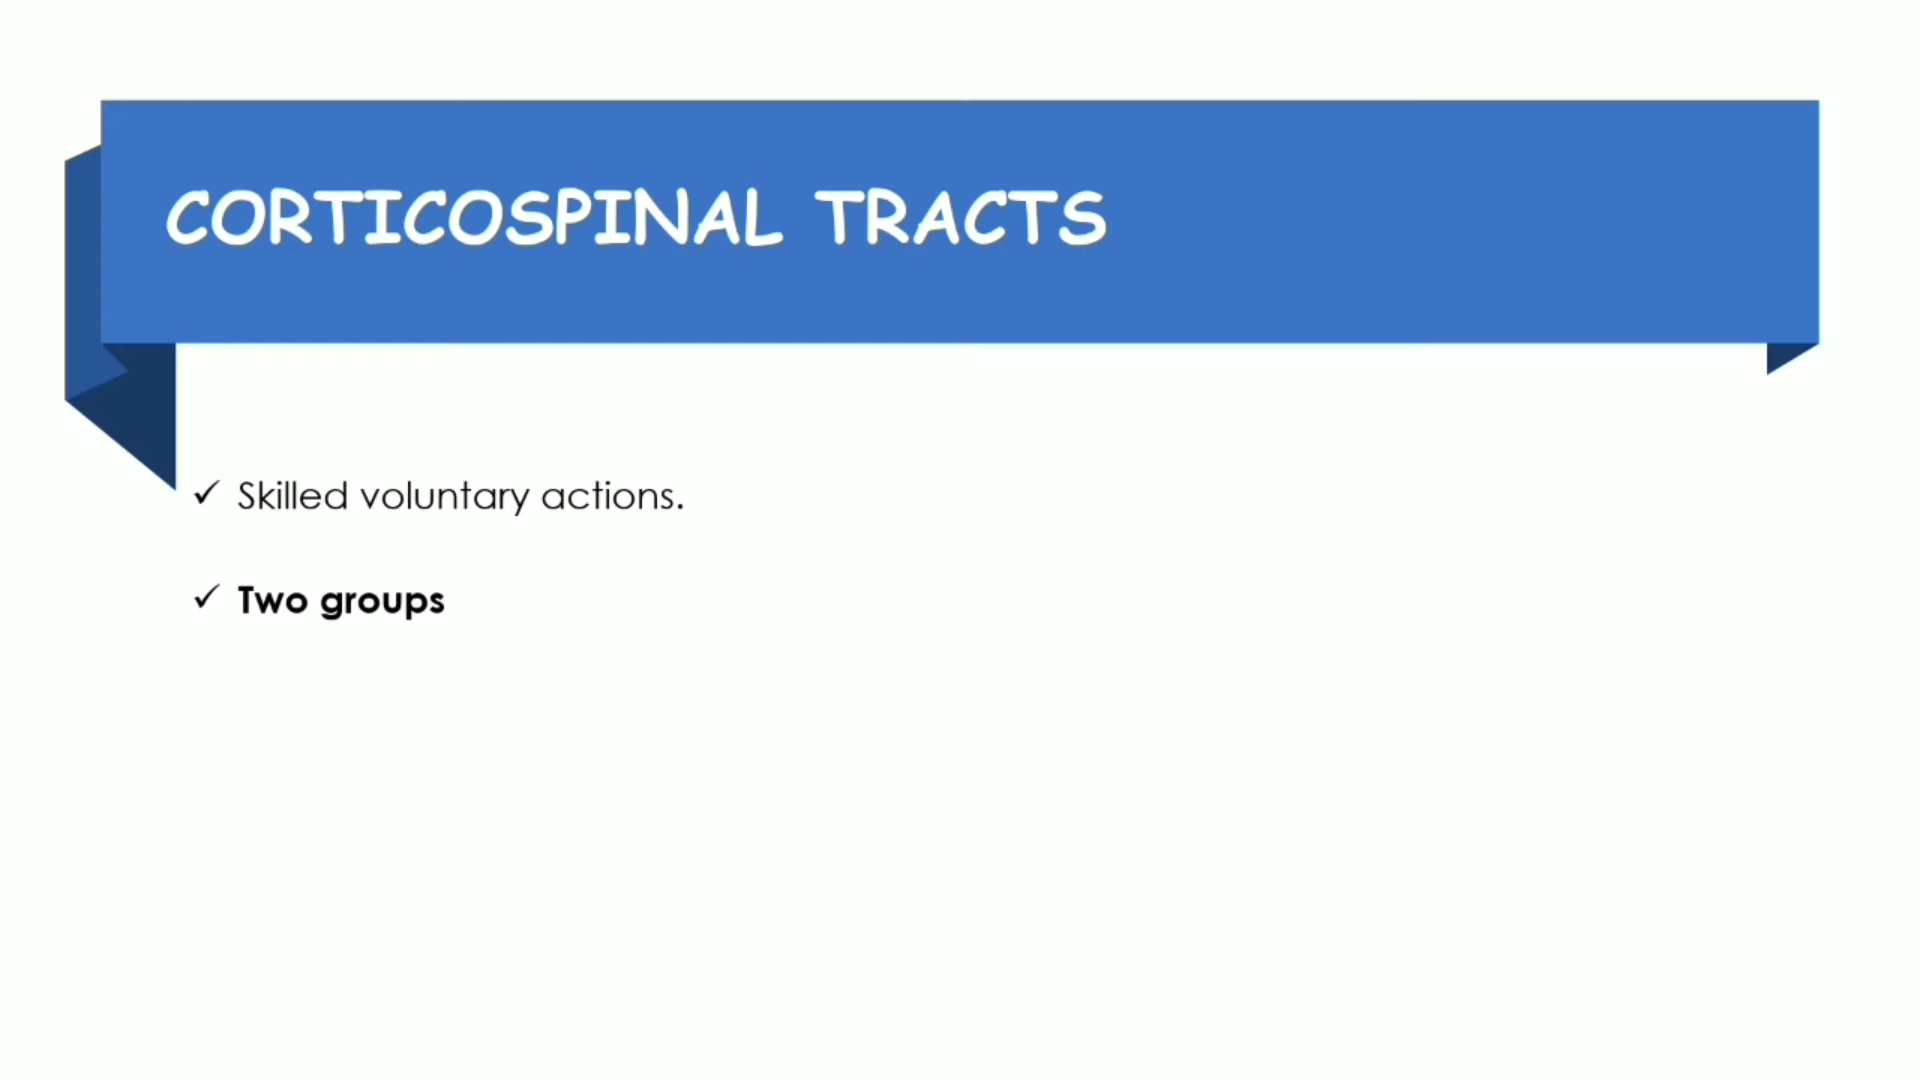 CORTICOSPINAL TRACTS
✓ Skilled voluntary actions.
✓ Two groups